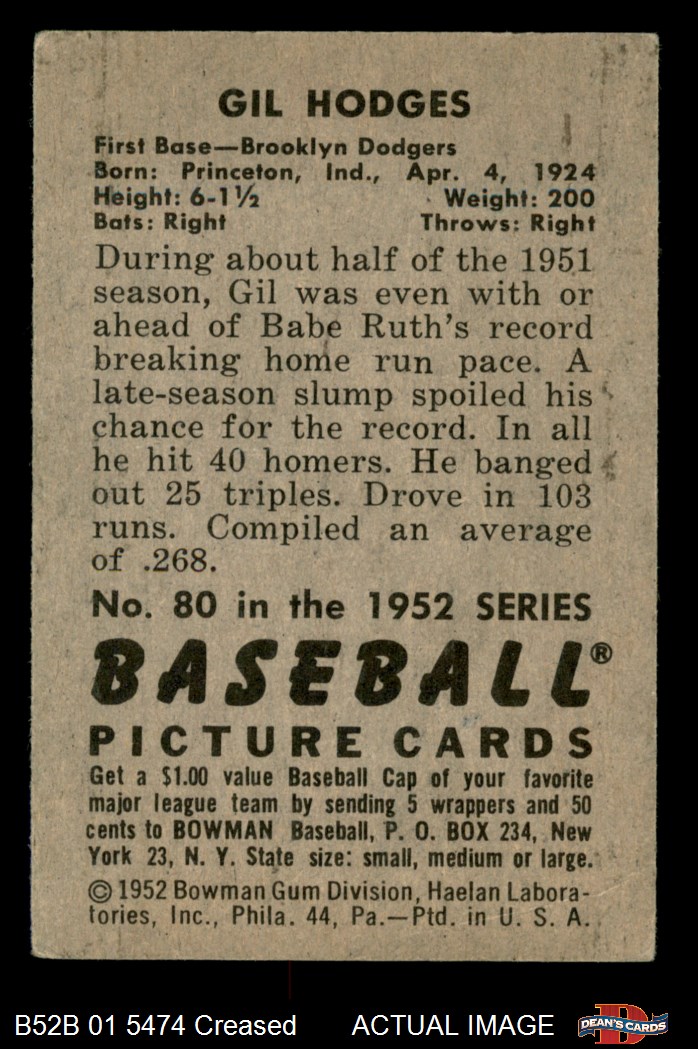 GIL HODGES
First Base—Brooklyn Dodgers
Born: Princeton, Ind., Apr. 4, 1924
Height: 6-1½ Weight: 200
Bats: Right Throws: Right
During about half of the 1951
season, Gil was even with or
ahead of Babe Ruth's record
breaking home run pace. A
late-season slump spoiled his
chance for the record. In all
he hit 40 homers. He banged
out 25 triples. Drove in 103
runs. Compiled an average
of .268.
No. 80 in the 1952 SERIES
BASEBALL®
PICTURE CARDS
Get a $1.00 value Baseball Cap of your favorite
major league team by sending 5 wrappers and 50
cents to BOWMAN Baseball, P. O. BOX 234, New
York 23, N. Y. State size: small, medium or large.
© 1952 Bowman Gum Division, Haelan Labora-
tories, Inc., Phila. 44, Pa.—Ptd. in U. S. A.
B52B 01 5474 Creased ACTUAL IMAGE
DEAN'S CARDS